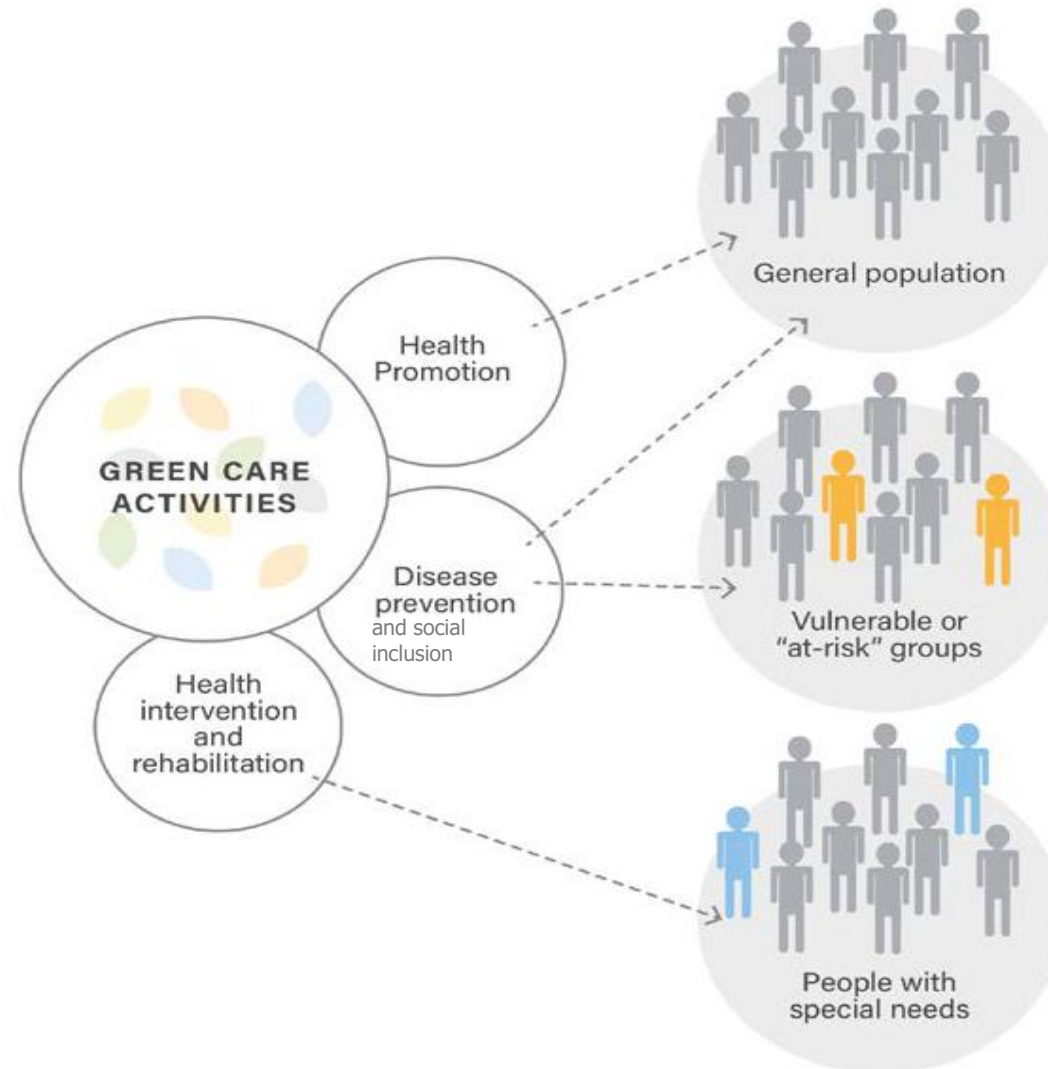 General population
Health
Promotion
GREEN CARE
ACTIVITIES
Disease
prevention
and social
inclusion
Vulnerable or
"at-risk" groups
Health
intervention
and
rehabilitation
People with
special needs